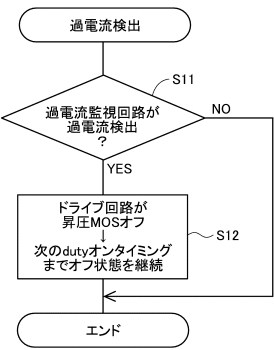 過電流検出
S11
過電流監視回路が
過電流検出
?
NO
YES
ドライブ回路が
昇圧MOSオフ
↓
次のdutyオンタイミング
までオフ状態を継続
S12
エンド